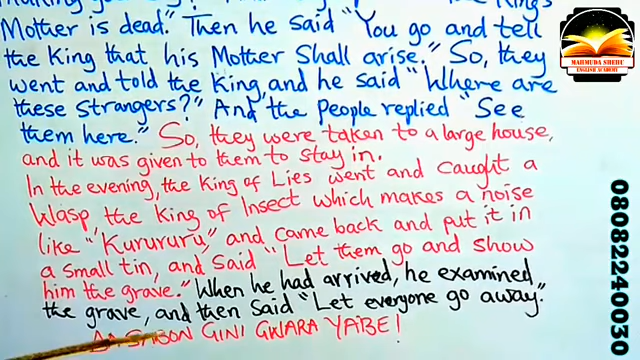 Mother is dead." Then he said "You go and tell
the King that his Mother Shall arise." So, they
went and told the King, and he said "Where are
these strangers?" And the people replied "See
them here." So, they were taken to a large house,
and it was given to them to stay in.
In the evening, the King of Lies went and caught a
Wasp, the King of Insect which makes a noise
like "Kurururu," and came back and put it in
a small tin, and said "Let them go and show
him the grave." When he had arrived, he examined
the grave, and then said "Let everyone go away."
GINI GWARA YABE!
MAHMUDA SHEHU
ENGLISH ACADEMY
08082240030